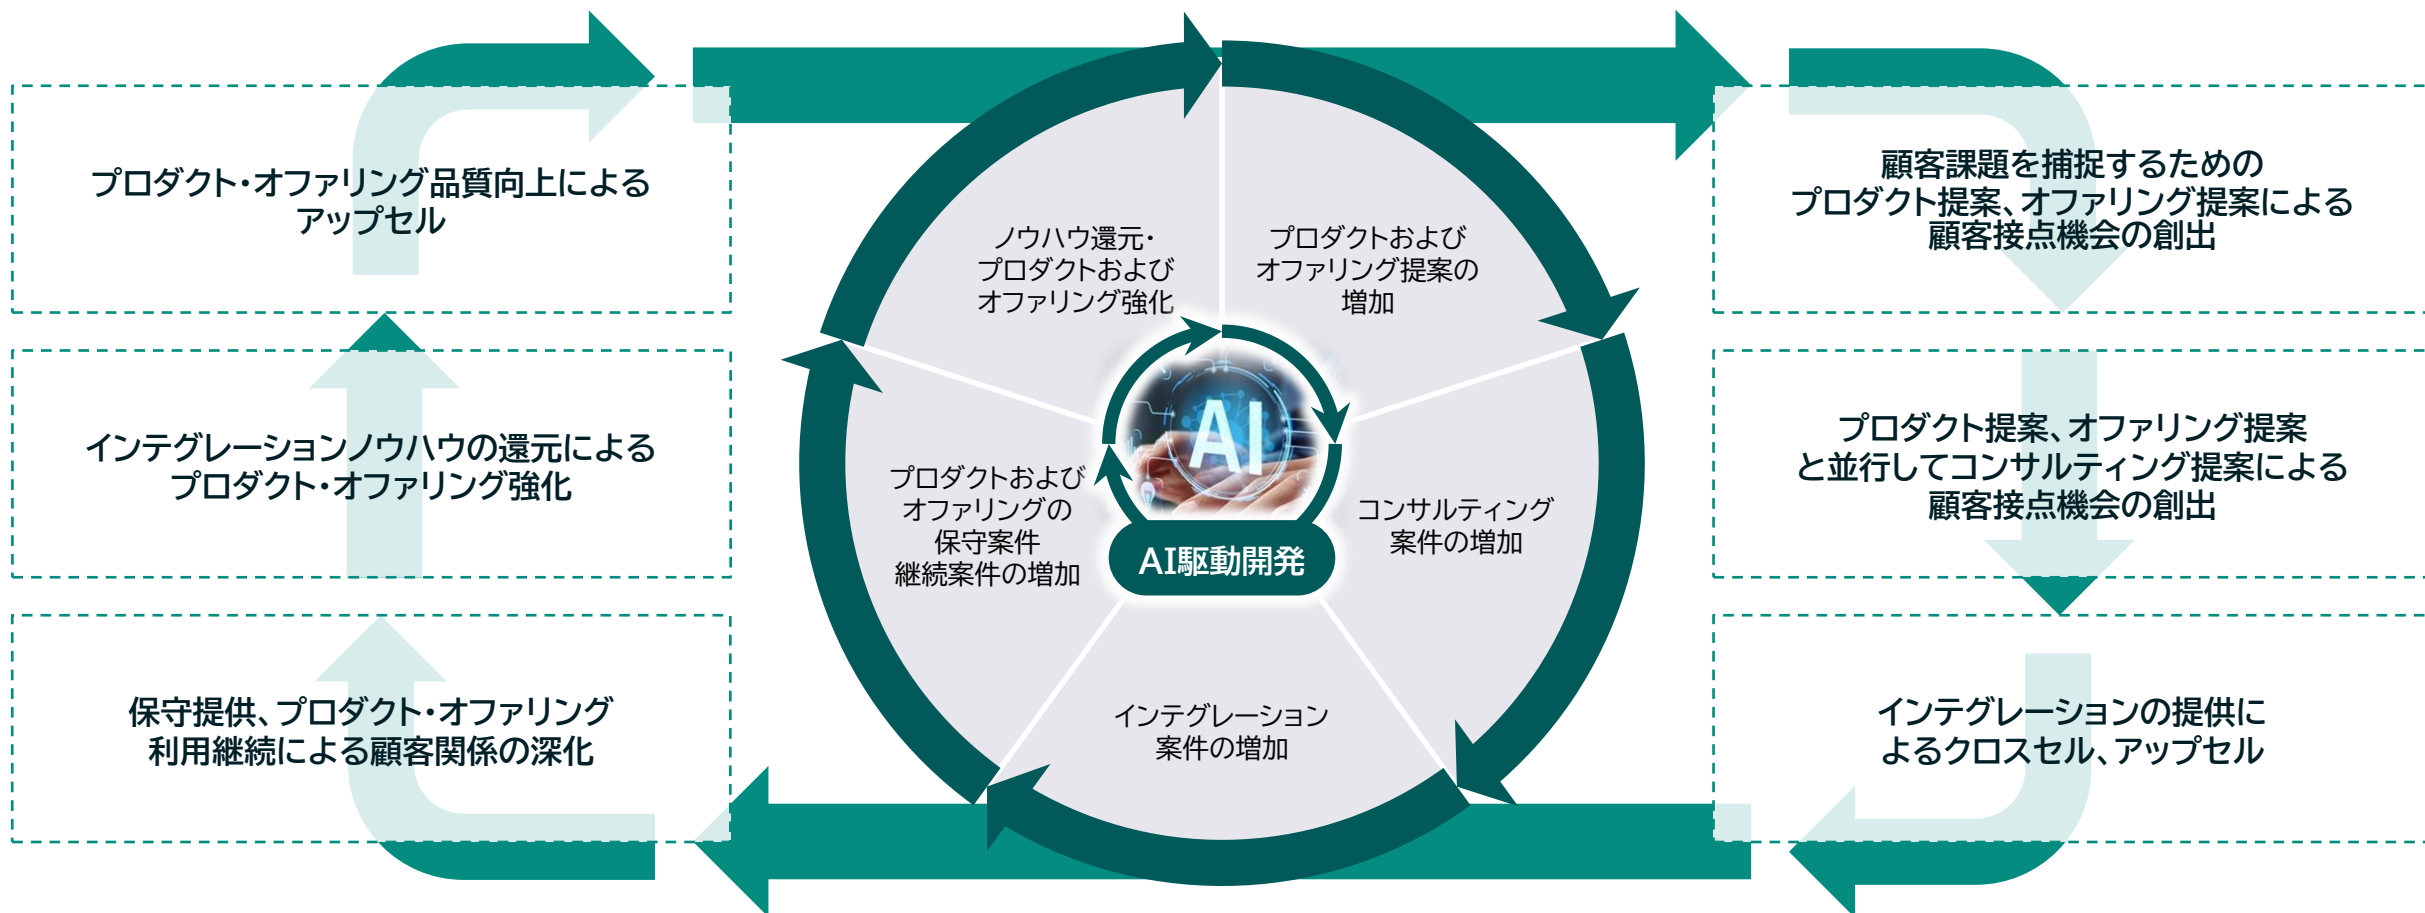 プロダクト・オファリング品質向上による
アップセル
インテグレーションノウハウの還元による
プロダクト・オファリング強化
保守提供、プロダクト・オファリング
利用継続による顧客関係の深化
ノウハウ還元・
プロダクトおよび
オファリング強化
プロダクトおよび
オファリング提案の
増加
プロダクトおよび
オファリングの
保守案件
継続案件の増加
AI
AI駆動開発
コンサルティング
案件の増加
インテグレーション
案件の増加
顧客課題を捕捉するための
プロダクト提案、オファリング提案による
顧客接点機会の創出
プロダクト提案、オファリング提案
と並行してコンサルティング提案による
顧客接点機会の創出
インテグレーションの提供に
よるクロスセル、アップセル